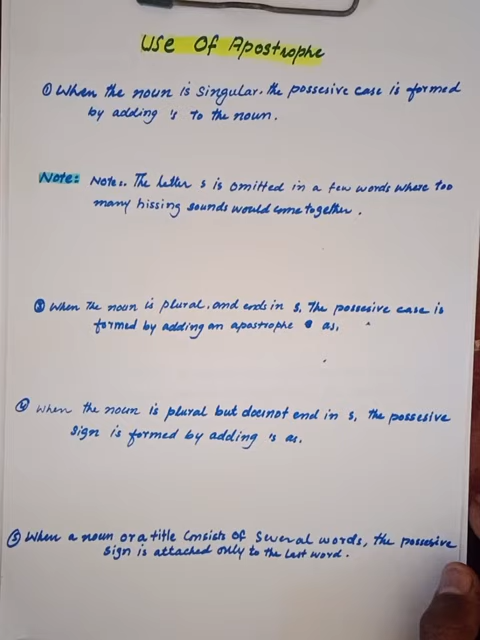 Use Of Apostrophe
① When the noun is singular. the possesive case is formed
by adding 's to the noun.
Note: Note:. The letter s is omitted in a few words where too
many hissing sounds would come together.
③ When the noun is plural. and ends in s, The possesive case is
formed by adding an apostrophe as,
④ When the noun is plural but doesnot end in s, the possesive
sign is formed by adding 's as.
⑤ When a noun or a title Consists of Several words, the possesive
sign is attached only to the last word.